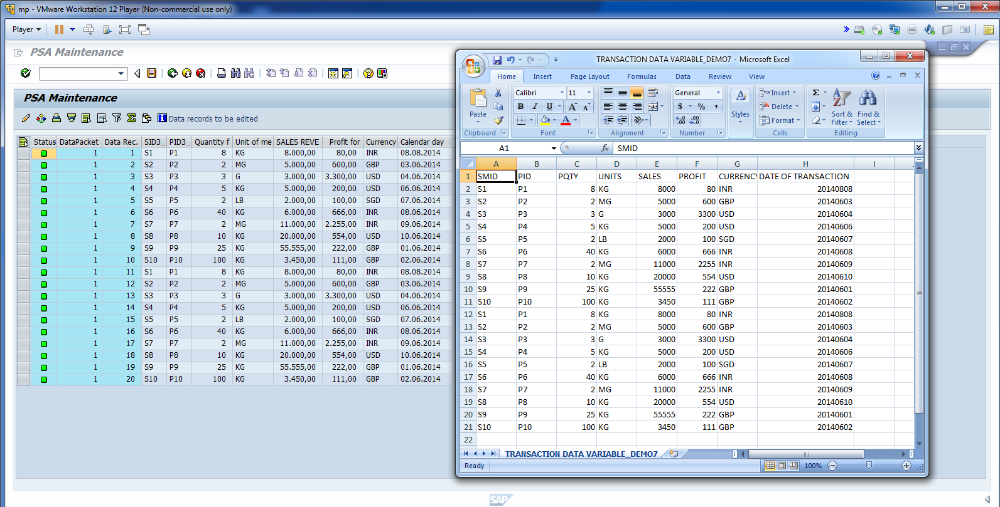 mp - VMware Workstation 12 Player (Non-commercial use only)
Player
PSA Maintenance
PSA Maintenance
Data records to be edited
Status DataPacket Data Rec. SID3... PID3... Quantity f Unit of me SALES REVE Profit for Currency Calendar day
1 1 S1 P1 8 KG 8.000,00 80,00 INR 08.08.2014
1 2 S2 P2 2 MG 5.000,00 600,00 GBP 03.06.2014
1 3 S3 P3 3 G 3.000,00 3.300,00 USD 04.06.2014
1 4 S4 P4 5 KG 5.000,00 200,00 USD 06.06.2014
1 5 S5 P5 2 LB 2.000,00 100,00 SGD 07.06.2014
1 6 S6 P6 40 KG 6.000,00 666,00 INR 08.06.2014
1 7 S7 P7 2 MG 11.000,00 2.255,00 INR 09.06.2014
1 8 S8 P8 10 KG 20.000,00 554,00 USD 10.06.2014
1 9 S9 P9 25 KG 55.555,00 222,00 GBP 01.06.2014
1 10 S10 P10 100 KG 3.450,00 111,00 GBP 02.06.2014
1 11 S1 P1 8 KG 8.000,00 80,00 INR 08.08.2014
1 12 S2 P2 2 MG 5.000,00 600,00 GBP 03.06.2014
1 13 S3 P3 3 G 3.000,00 3.300,00 USD 04.06.2014
1 14 S4 P4 5 KG 5.000,00 200,00 USD 06.06.2014
1 15 S5 P5 2 LB 2.000,00 100,00 SGD 07.06.2014
1 16 S6 P6 40 KG 6.000,00 666,00 INR 08.06.2014
1 17 S7 P7 2 MG 11.000,00 2.255,00 INR 09.06.2014
1 18 S8 P8 10 KG 20.000,00 554,00 USD 10.06.2014
1 19 S9 P9 25 KG 55.555,00 222,00 GBP 01.06.2014
1 20 S10 P10 100 KG 3.450,00 111,00 GBP 02.06.2014
TRANSACTION DATA VARIABLE_DEMO7 - Microsoft Excel
Home Insert Page Layout Formulas Data Review View
Paste
Clipboard
Calibri 11
B I U A A
A
Font
Alignment
General
$ % ,
Number
A
Styles
Insert
Delete
Format
Cells
Σ
Sort & Filter
Find & Select
Editing
A1 fx SMID
A B C D E F G H I
1 SMID PID PQTY UNITS SALES PROFIT CURRENCY DATE OF TRANSACTION
2 S1 P1 8 KG 8000 80 INR 20140808
3 S2 P2 2 MG 5000 600 GBP 20140603
4 S3 P3 3 G 3000 3300 USD 20140604
5 S4 P4 5 KG 5000 200 USD 20140606
6 S5 P5 2 LB 2000 100 SGD 20140607
7 S6 P6 40 KG 6000 666 INR 20140608
8 S7 P7 2 MG 11000 2255 INR 20140609
9 S8 P8 10 KG 20000 554 USD 20140610
10 S9 P9 25 KG 55555 222 GBP 20140601
11 S10 P10 100 KG 3450 111 GBP 20140602
12 S1 P1 8 KG 8000 80 INR 20140808
13 S2 P2 2 MG 5000 600 GBP 20140603
14 S3 P3 3 G 3000 3300 USD 20140604
15 S4 P4 5 KG 5000 200 USD 20140606
16 S5 P5 2 LB 2000 100 SGD 20140607
17 S6 P6 40 KG 6000 666 INR 20140608
18 S7 P7 2 MG 11000 2255 INR 20140609
19 S8 P8 10 KG 20000 554 USD 20140610
20 S9 P9 25 KG 55555 222 GBP 20140601
21 S10 P10 100 KG 3450 111 GBP 20140602
22
TRANSACTION DATA VARIABLE_DEMO7
Ready 100%
SAP